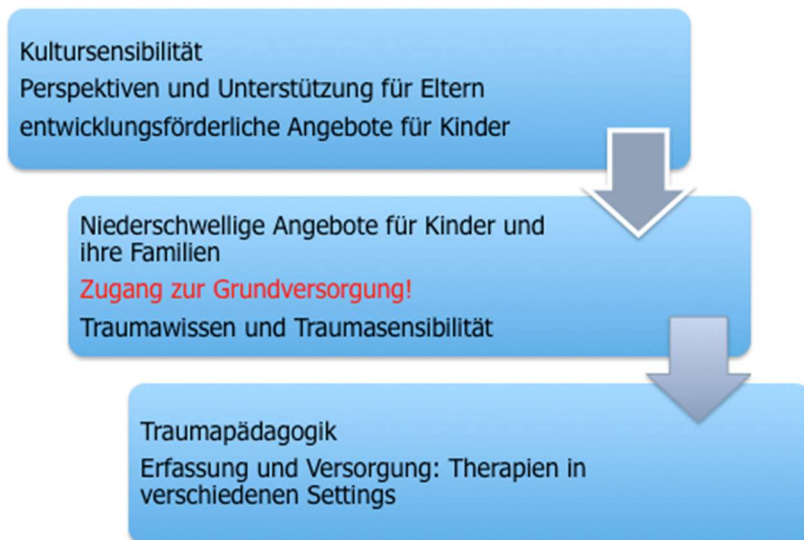 Kultursensibilität
Perspektiven und Unterstützung für Eltern
entwicklungsförderliche Angebote für Kinder
Niederschwellige Angebote für Kinder und
ihre Familien
Zugang zur Grundversorgung!
Traumawissen und Traumasensibilität
Traumapädagogik
Erfassung und Versorgung: Therapien in
verschiedenen Settings